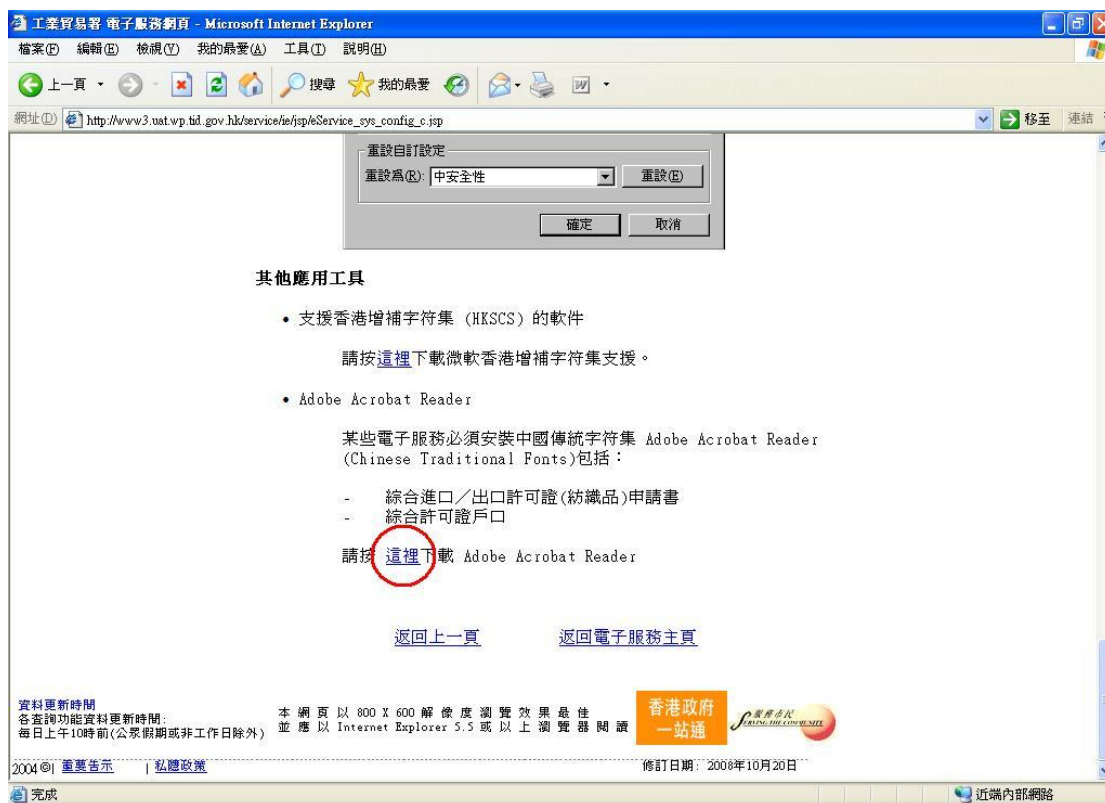 工業貿易署 電子服務網頁 - Microsoft Internet Explorer
檔案(F) 編輯(E) 檢視(V) 我的最愛(A) 工具(T) 說明(H)
上一頁 搜尋 我的最愛
網址(D) http://www3.uat.wp.tid.gov.hk/service/ie/jsp/eService_sys_config_c.jsp 移至 連結
重設自訂設定
重設為(R): 中安全性 重設(E)
確定 取消
其他應用工具
• 支援香港增補字符集 (HKSCS) 的軟件
請按這裡下載微軟香港增補字符集支援。
• Adobe Acrobat Reader
某些電子服務必須安裝中國傳統字符集 Adobe Acrobat Reader
(Chinese Traditional Fonts)包括：
- 綜合進口／出口許可證(紡織品)申請書
- 綜合許可證戶口
請按 這裡下載 Adobe Acrobat Reader
返回上一頁 返回電子服務主頁
資料更新時間
各查詢功能資料更新時間:
每日上午10時前(公眾假期或非工作日除外)
本網頁以 800 X 600 解像度瀏覽效果最佳
並應以 Internet Explorer 5.5 或以上瀏覽器閱讀
香港政府
一站通
服務市民
SERVING THE COMMUNITY
2004 ©| 重要告示 | 私隱政策 修訂日期: 2008年10月20日
完成 近端內部網路